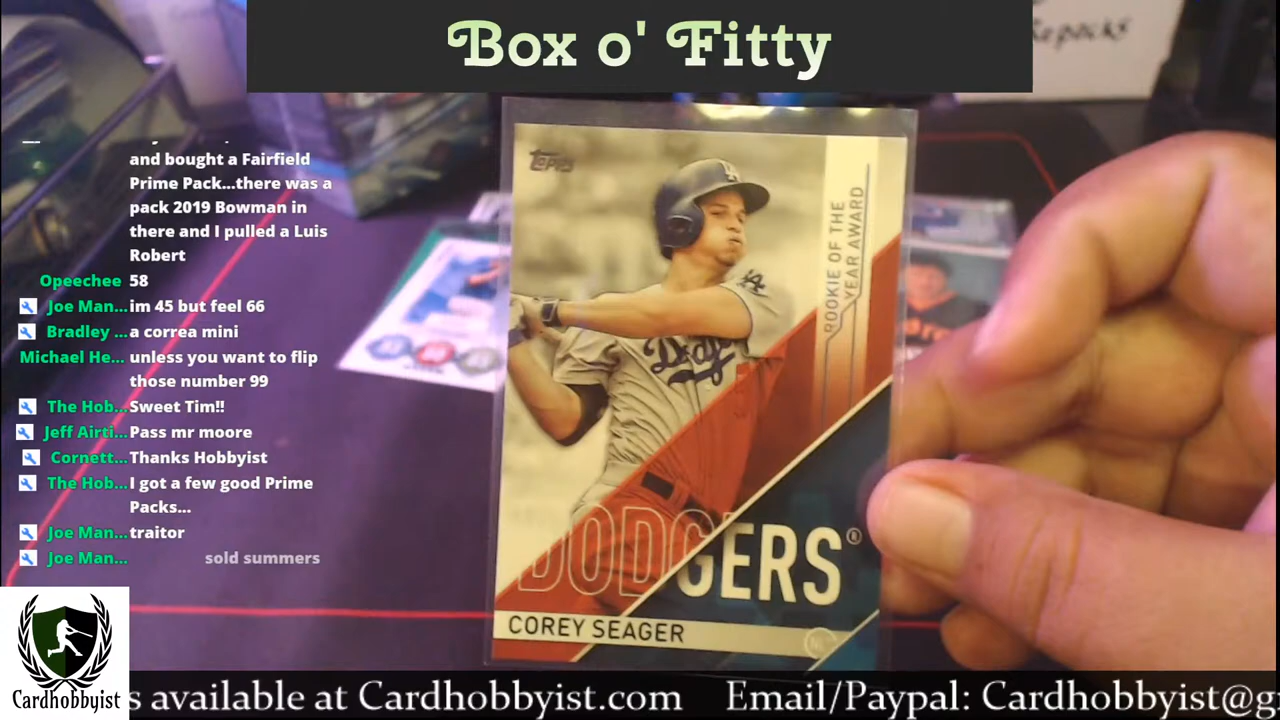 Box o' Fitty
epacks
and bought a Fairfield
Prime Pack...there was a
pack 2019 Bowman in
there and I pulled a Luis
Robert
Opeechee 58
Joe Man... im 45 but feel 66
Bradley ... a correa mini
Michael He... unless you want to flip
those number 99
The Hob... Sweet Tim!!
Jeff Airti... Pass mr moore
Cornett... Thanks Hobbyist
The Hob... I got a few good Prime
Packs...
Joe Man... traitor
Joe Man... sold summers
Topps
LA
LA
ROOKIE OF THE
YEAR AWARD
DODGERS®
COREY SEAGER
Cardhobbyist
s available at Cardhobbyist.com Email/Paypal: Cardhobbyist@g